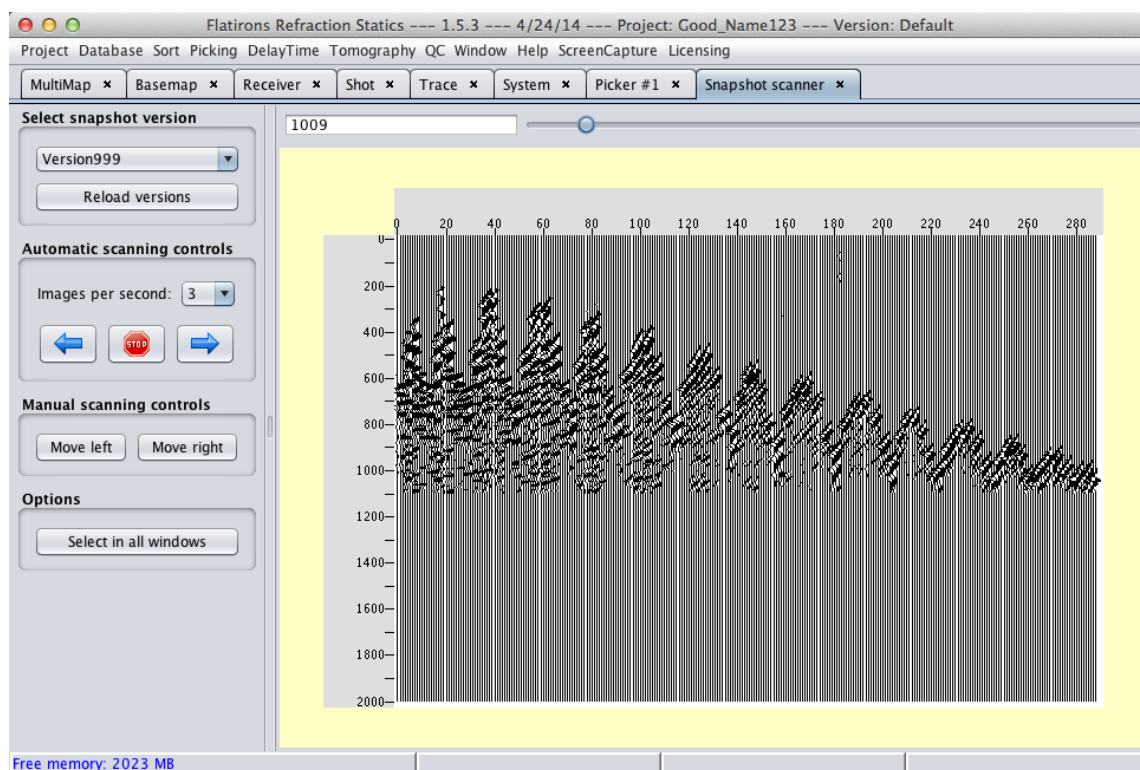 Flatirons Refraction Statics --- 1.5.3 --- 4/24/14 --- Project: Good_Name123 --- Version: Default
Project Database Sort Picking DelayTime Tomography QC Window Help ScreenCapture Licensing
MultiMap × Basemap × Receiver × Shot × Trace × System × Picker #1 × Snapshot scanner ×
Select snapshot version
Version999
Reload versions
Automatic scanning controls
Images per second: 3
STOP
Manual scanning controls
Move left Move right
Options
Select in all windows
1009
0 20 40 60 80 100 120 140 160 180 200 220 240 260 280
0
200
400
600
800
1000
1200
1400
1600
1800
2000
Free memory: 2023 MB